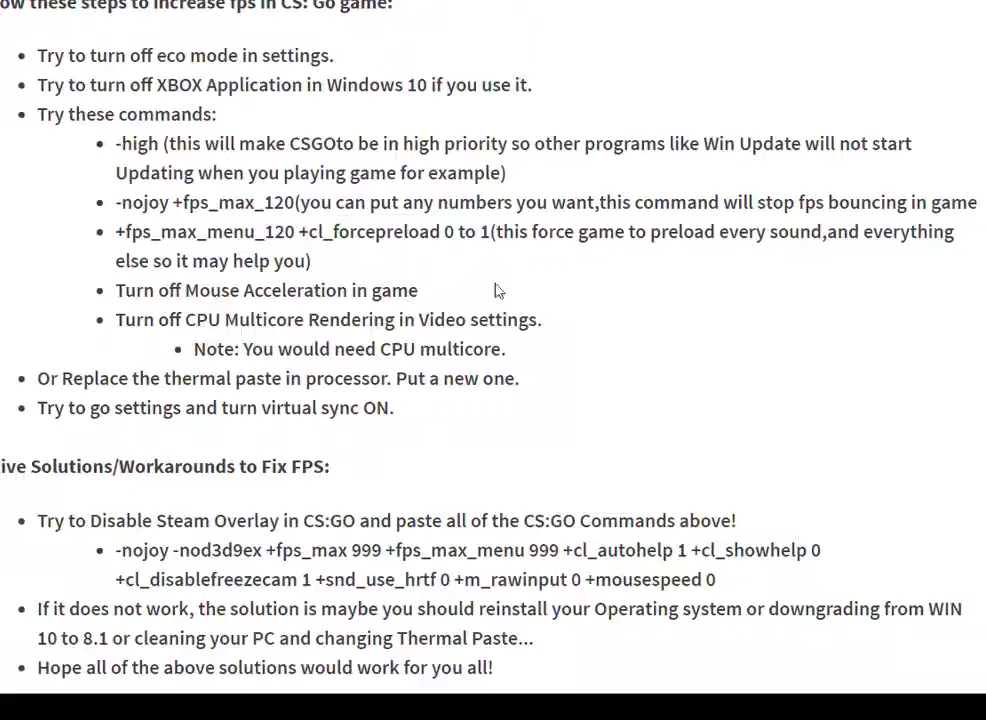 ow these steps to increase fps in CS: Go game:
Try to turn off eco mode in settings.
Try to turn off XBOX Application in Windows 10 if you use it.
Try these commands:
-high (this will make CSGOto be in high priority so other programs like Win Update will not start
Updating when you playing game for example)
-nojoy +fps_max_120(you can put any numbers you want,this command will stop fps bouncing in game
+fps_max_menu_120 +cl_forcepreload 0 to 1(this force game to preload every sound,and everything
else so it may help you)
Turn off Mouse Acceleration in game
Turn off CPU Multicore Rendering in Video settings.
Note: You would need CPU multicore.
Or Replace the thermal paste in processor. Put a new one.
Try to go settings and turn virtual sync ON.
ive Solutions/Workarounds to Fix FPS:
Try to Disable Steam Overlay in CS:GO and paste all of the CS:GO Commands above!
-nojoy -nod3d9ex +fps_max 999 +fps_max_menu 999 +cl_autohelp 1 +cl_showhelp 0
+cl_disablefreezecam 1 +snd_use_hrtf 0 +m_rawinput 0 +mousespeed 0
If it does not work, the solution is maybe you should reinstall your Operating system or downgrading from WIN
10 to 8.1 or cleaning your PC and changing Thermal Paste...
Hope all of the above solutions would work for you all!